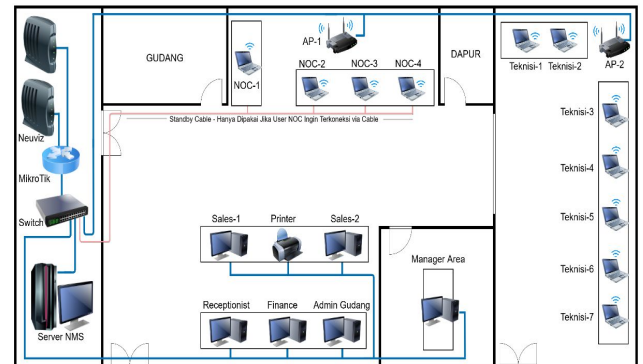 GUDANG
AP-1
DAPUR
Teknisi-1 Teknisi-2 AP-2
NOC-1
NOC-2 NOC-3 NOC-4
Neuviz
Standby Cable - Hanya Dipakai Jika User NOC Ingin Terkoneksi via Cable
Teknisi-3
MikroTik
Teknisi-4
Switch
Sales-1 Printer Sales-2
Teknisi-5
Manager Area
Teknisi-6
Receptionist Finance Admin Gudang
Teknisi-7
Server NMS